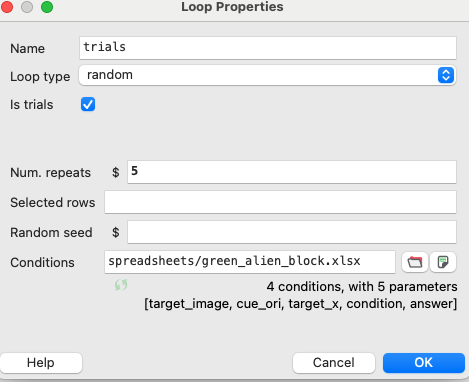 Loop Properties
Name trials
Loop type random
Is trials
Num. repeats $ 5
Selected rows
Random seed $
Conditions spreadsheets/green_alien_block.xlsx
4 conditions, with 5 parameters
[target_image, cue_ori, target_x, condition, answer]
Help Cancel OK